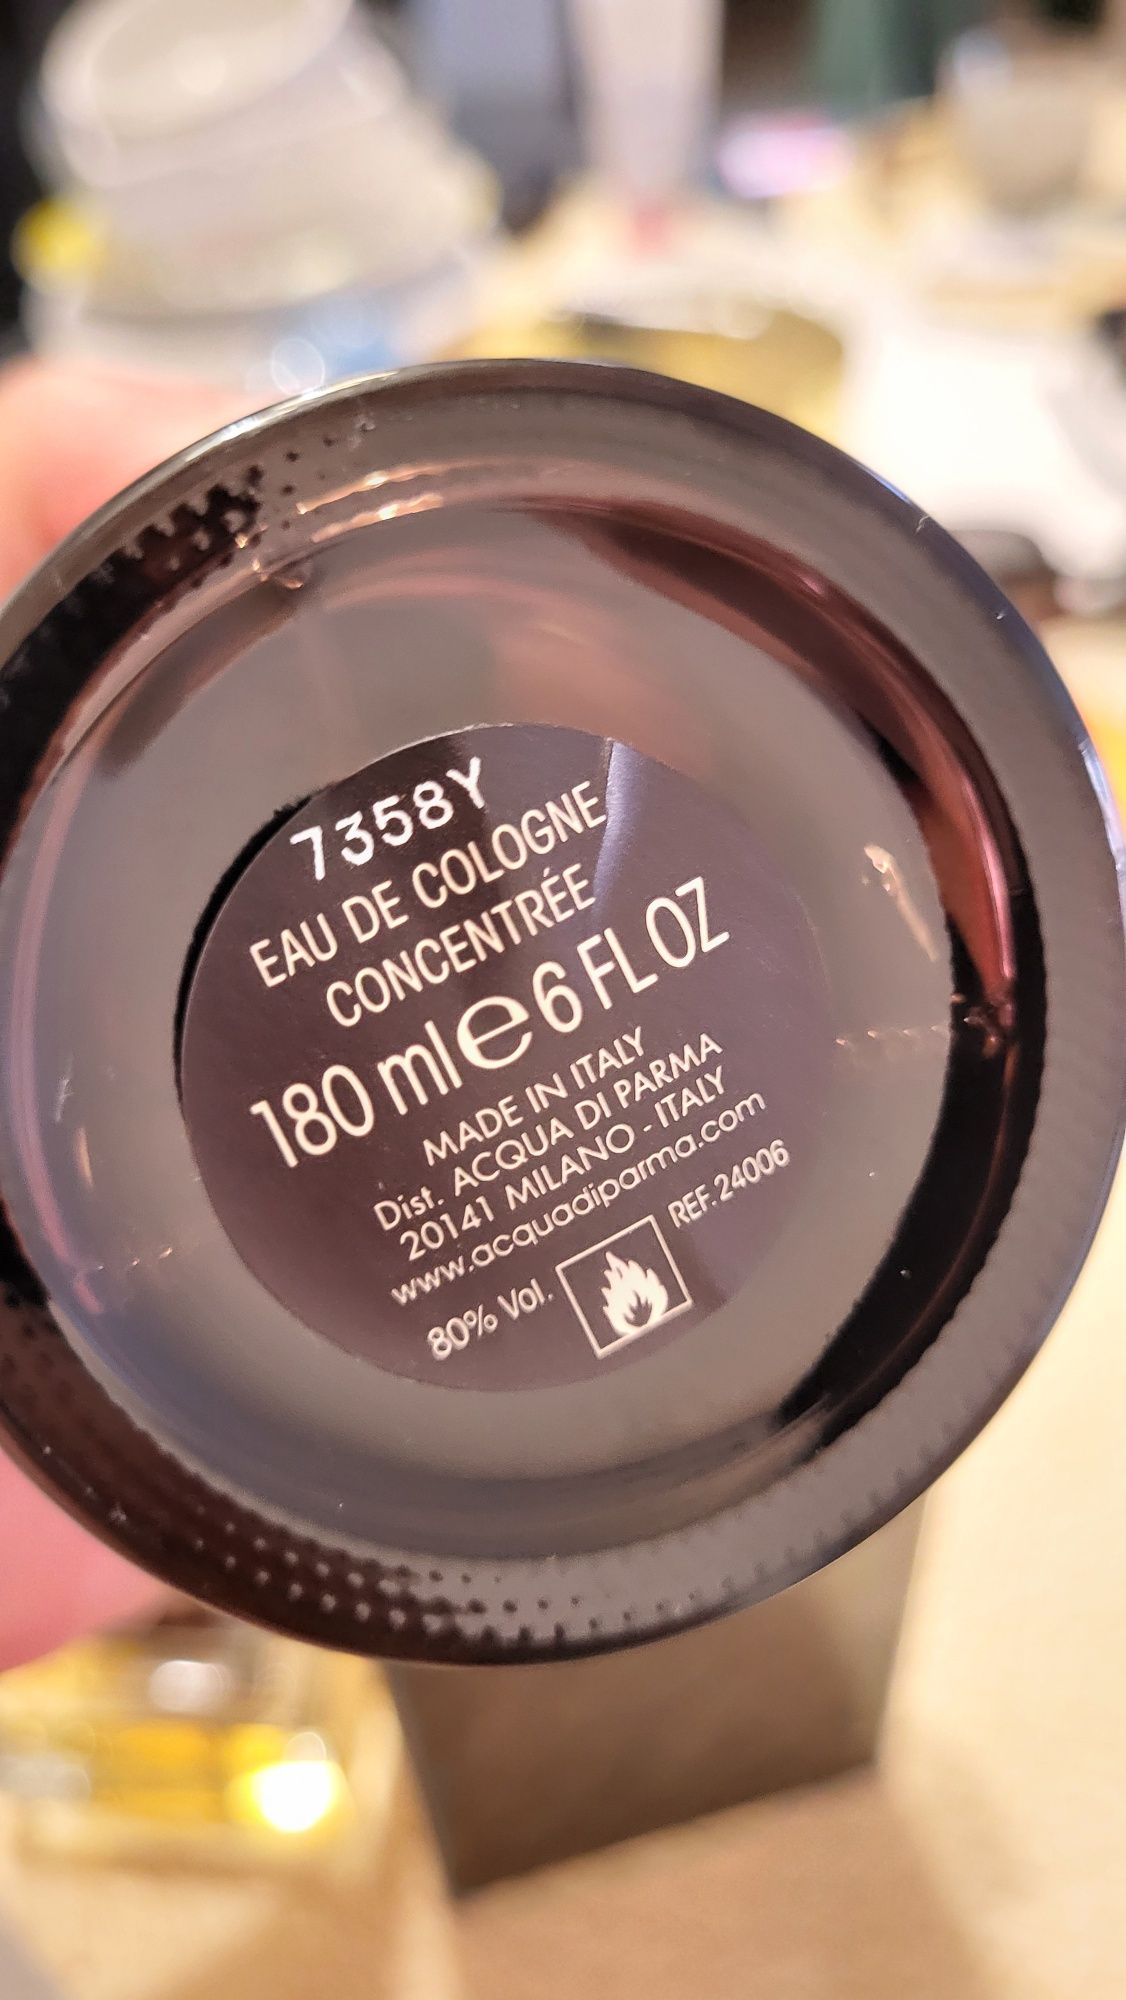 7358Y
EAU DE COLOGNE
CONCENTRÉE
180 ml e 6 FL OZ
MADE IN ITALY
Dist. ACQUA DI PARMA
20141 MILANO - ITALY
www.acquadiparma.com
80% Vol. REF. 24006